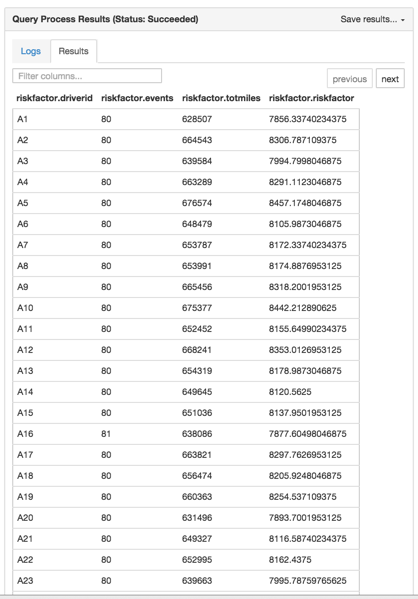 Query Process Results (Status: Succeeded) Save results...
Logs Results
Filter columns...
previous next
riskfactor.driverid riskfactor.events riskfactor.totmiles riskfactor.riskfactor
A1 80 628507 7856.33740234375
A2 80 664543 8306.787109375
A3 80 639584 7994.7998046875
A4 80 663289 8291.1123046875
A5 80 676574 8457.1748046875
A6 80 648479 8105.9873046875
A7 80 653787 8172.33740234375
A8 80 653991 8174.8876953125
A9 80 665456 8318.2001953125
A10 80 675377 8442.212890625
A11 80 652452 8155.64990234375
A12 80 668241 8353.0126953125
A13 80 654319 8178.9873046875
A14 80 649645 8120.5625
A15 80 651036 8137.9501953125
A16 81 638086 7877.60498046875
A17 80 663821 8297.7626953125
A18 80 656474 8205.9248046875
A19 80 660363 8254.537109375
A20 80 631496 7893.7001953125
A21 80 649327 8116.58740234375
A22 80 652995 8162.4375
A23 80 639663 7995.78759765625